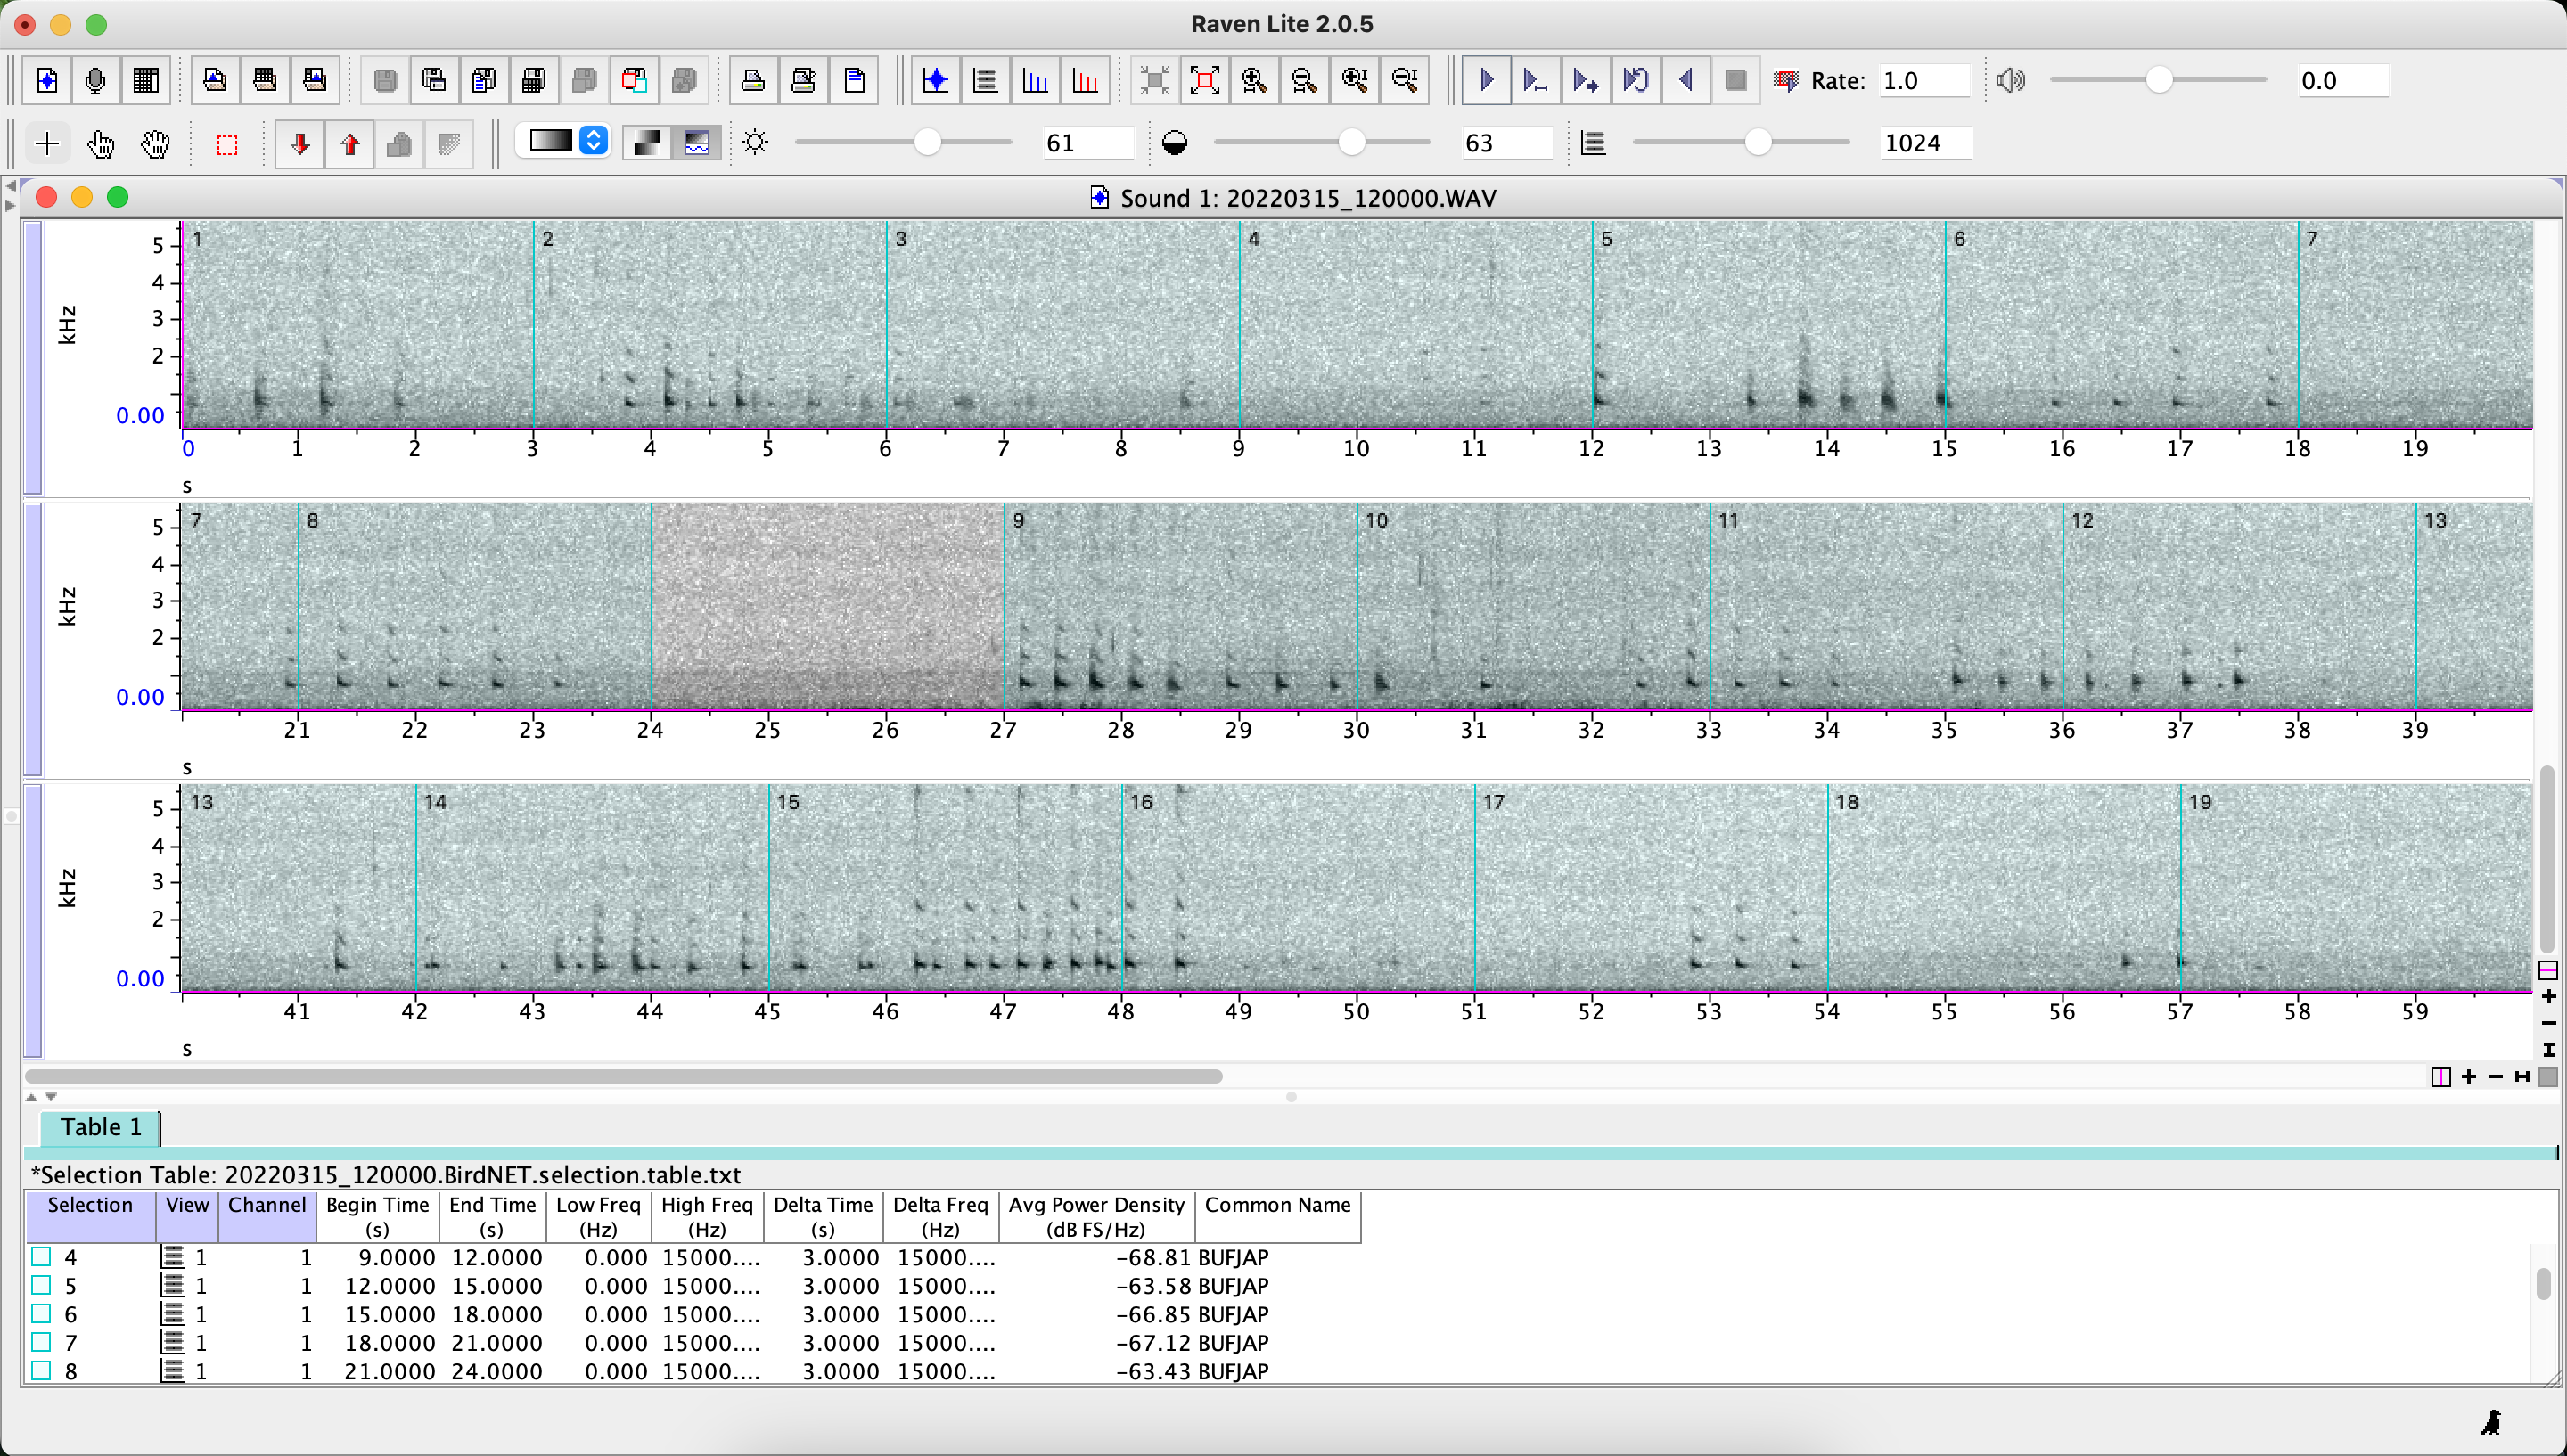 Raven Lite 2.0.5
Rate: 1.0 0.0
61 63 1024
Sound 1: 20220315_120000.WAV
1 2 3 4 5 6 7
5
4
3
2
0.00
kHz
0 1 2 3 4 5 6 7 8 9 10 11 12 13 14 15 16 17 18 19
s
7 8 9 10 11 12 13
5
4
3
2
0.00
kHz
21 22 23 24 25 26 27 28 29 30 31 32 33 34 35 36 37 38 39
s
13 14 15 16 17 18 19
5
4
3
2
0.00
kHz
41 42 43 44 45 46 47 48 49 50 51 52 53 54 55 56 57 58 59
s
Table 1
*Selection Table: 20220315_120000.BirdNET.selection.table.txt
Selection View Channel Begin Time End Time Low Freq High Freq Delta Time Delta Freq Avg Power Density Common Name
(s) (s) (Hz) (Hz) (s) (Hz) (dB FS/Hz)
4 1 1 9.0000 12.0000 0.000 15000.... 3.0000 15000.... -68.81 BUFJAP
5 1 1 12.0000 15.0000 0.000 15000.... 3.0000 15000.... -63.58 BUFJAP
6 1 1 15.0000 18.0000 0.000 15000.... 3.0000 15000.... -66.85 BUFJAP
7 1 1 18.0000 21.0000 0.000 15000.... 3.0000 15000.... -67.12 BUFJAP
8 1 1 21.0000 24.0000 0.000 15000.... 3.0000 15000.... -63.43 BUFJAP